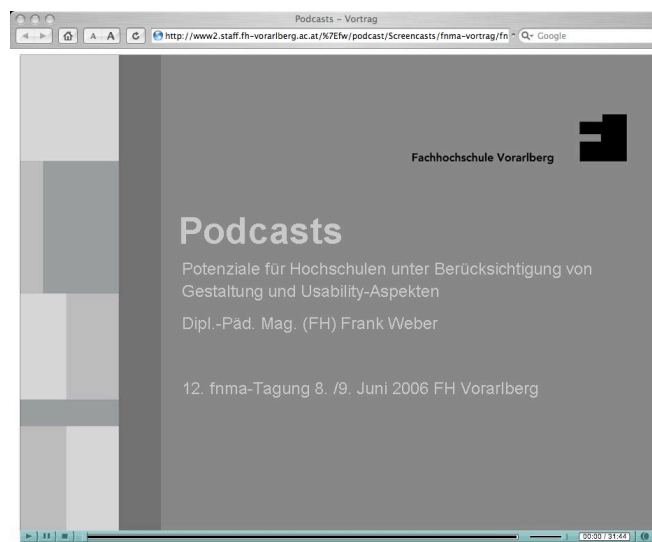 Podcasts – Vortrag
A A
http://www2.staff.fh-vorarlberg.ac.at/%7Efw/podcast/Screencasts/fnma-vortrag/fn
Google
Fachhochschule Vorarlberg
Podcasts
Potenziale für Hochschulen unter Berücksichtigung von
Gestaltung und Usability-Aspekten
Dipl.-Päd. Mag. (FH) Frank Weber
12. fnma-Tagung 8. /9. Juni 2006 FH Vorarlberg
00:00 / 31:44